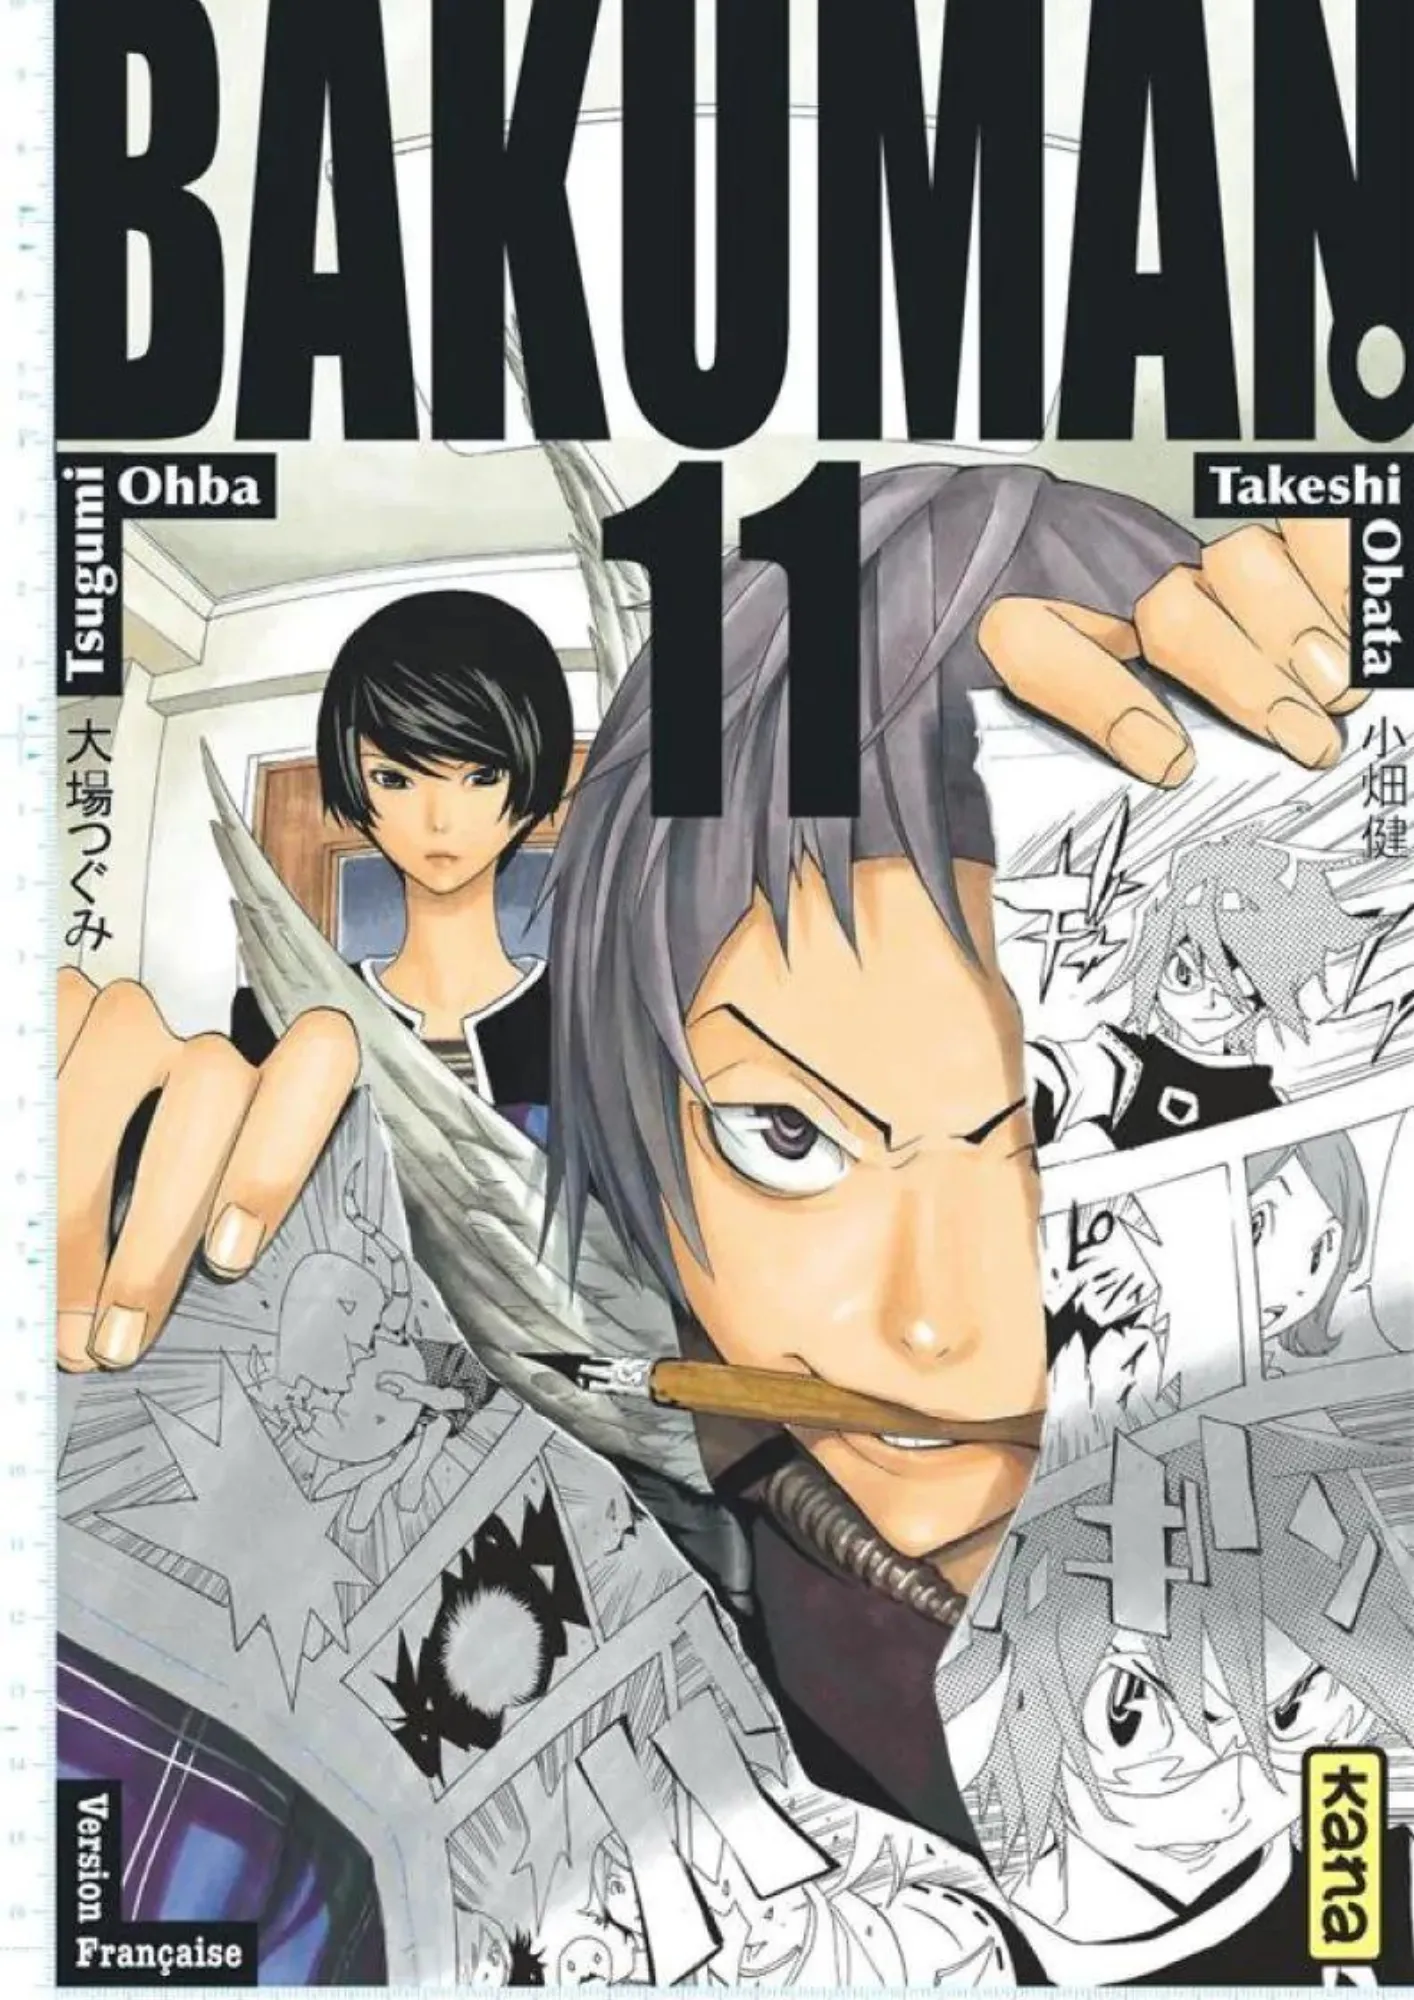 BAKUMAN。
11
Tsugumi
Ohba
Takeshi
Obata
大場つぐみ
小畑健
Version
Française
kana